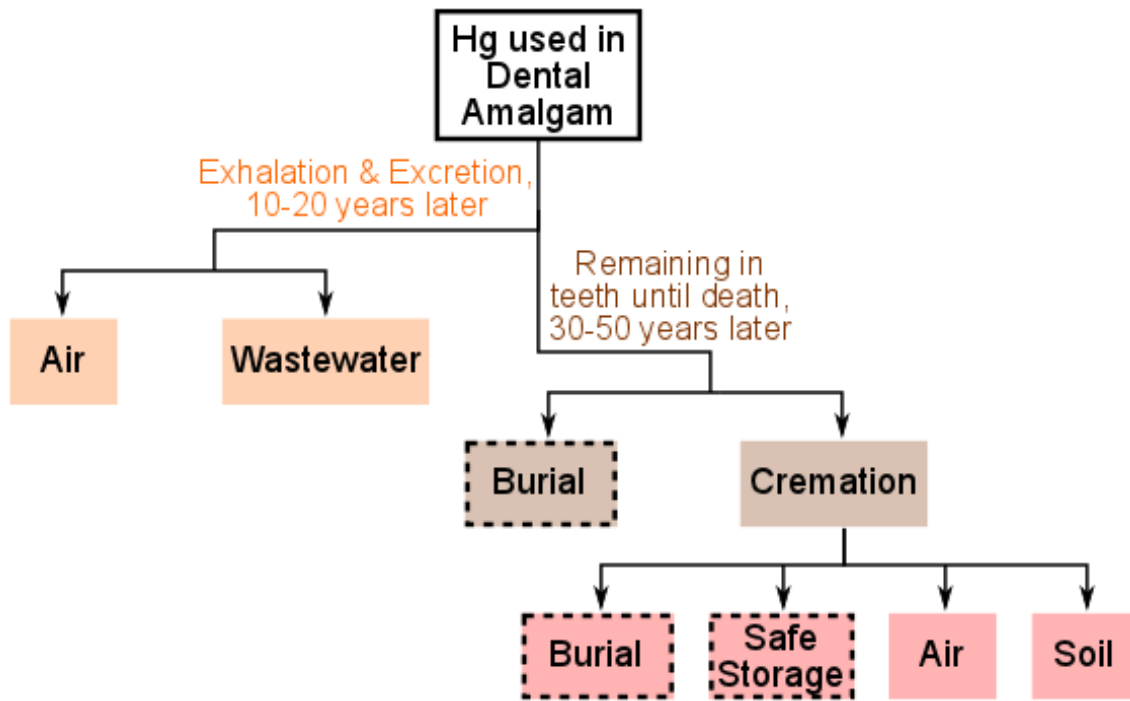 Hg used in
Dental
Amalgam
Exhalation & Excretion,
10-20 years later
Remaining in
teeth until death,
30-50 years later
Air
Wastewater
Burial
Cremation
Burial
Safe
Storage
Air
Soil